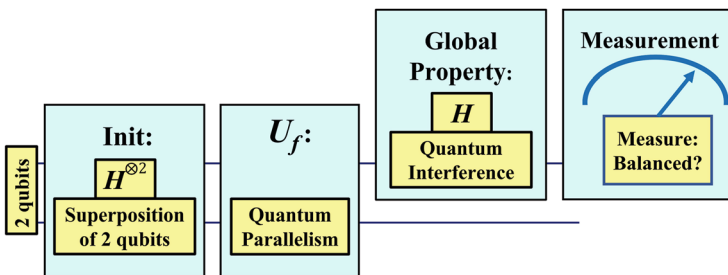 2 qubits
Init:
H⊗2
Superposition
of 2 qubits
Uf:
Quantum
Parallelism
Global
Property:
H
Quantum
Interference
Measurement
Measure:
Balanced?